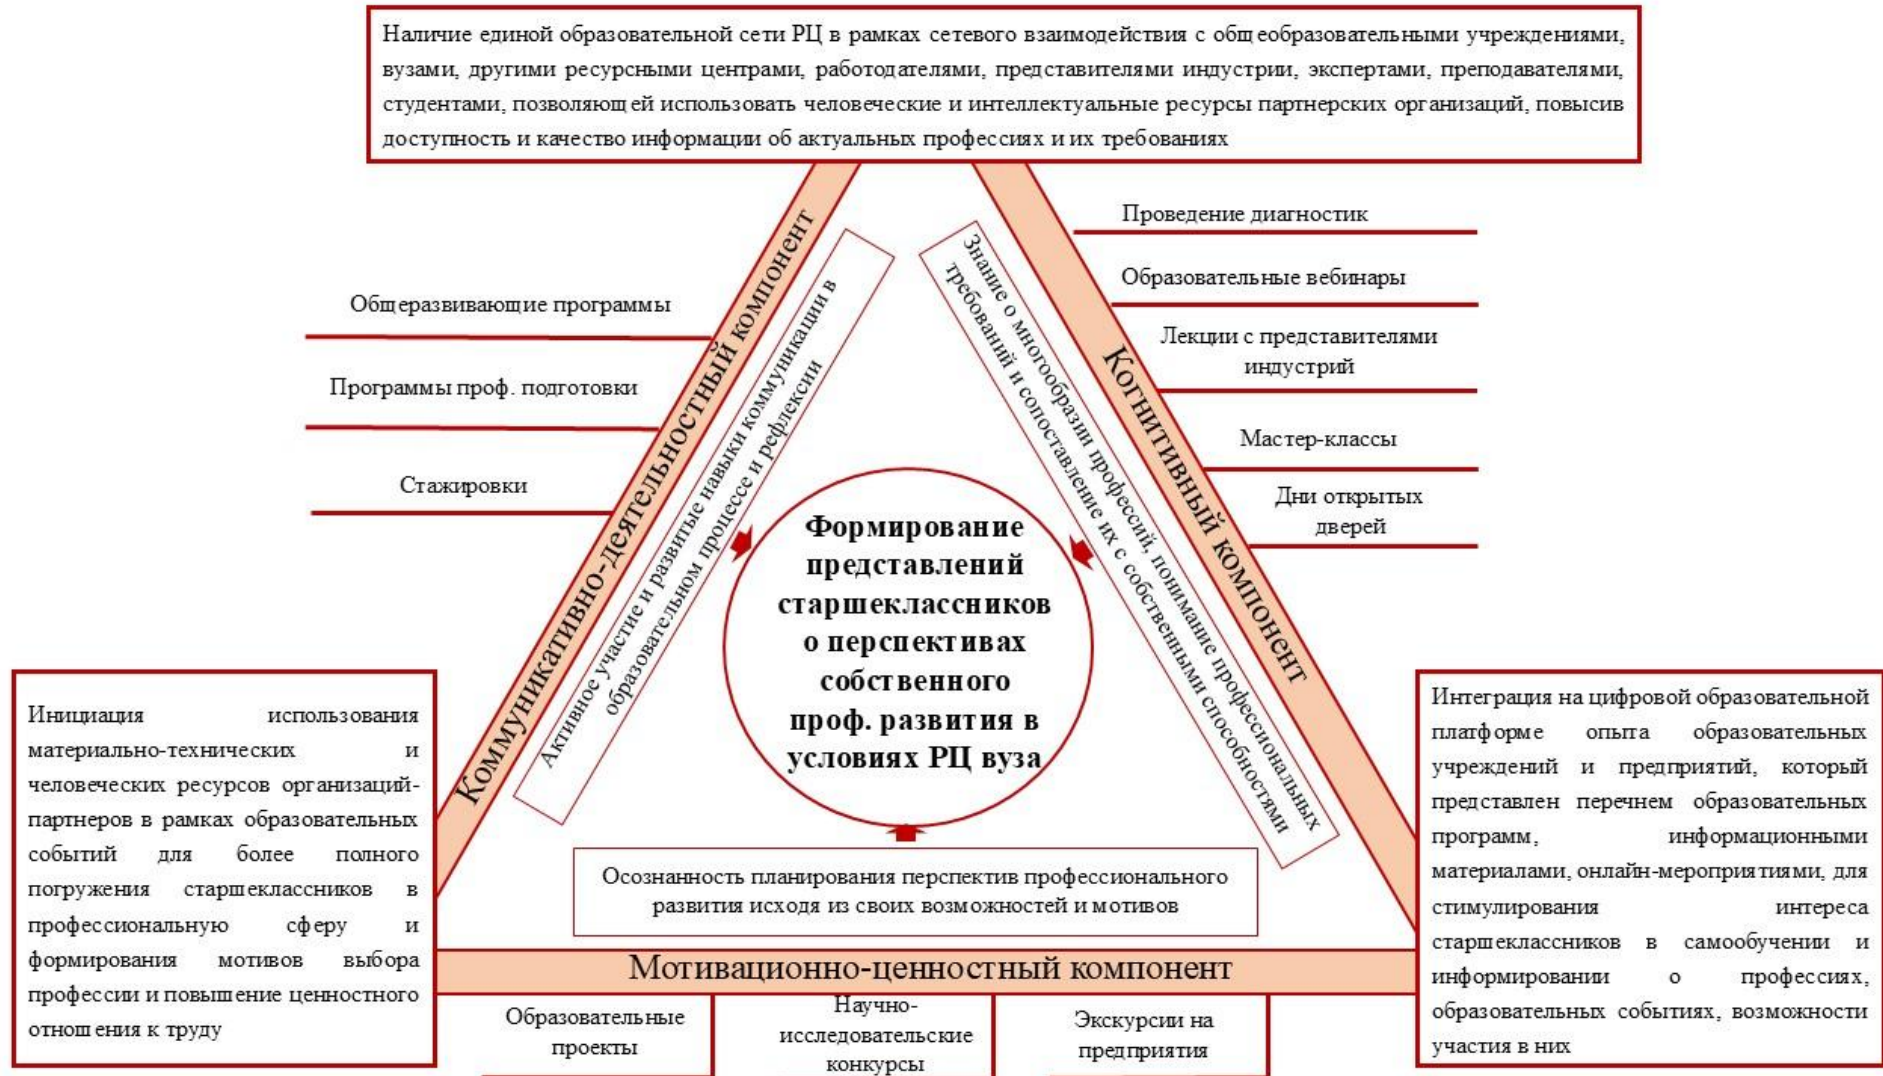 Наличие единой образовательной сети РЦ в рамках сетевого взаимодействия с общеобразовательными учреждениями,
вузами, другими ресурсными центрами, работодателями, представителями индустрии, экспертами, преподавателями,
студентами, позволяющей использовать человеческие и интеллектуальные ресурсы партнерских организаций, повысив
доступность и качество информации об актуальных профессиях и их требованиях
Коммуникативно-деятельностный компонент
Общеразвивающие программы
Программы проф. подготовки
Стажировки
Активное участие и развитые навыки коммуникации в
образовательном процессе и рефлексии
Знание о многообразии профессий, понимание профессиональных
требований и сопоставление их с собственными способностями
Когнитивный компонент
Проведение диагностик
Образовательные вебинары
Лекции с представителями
индустрий
Мастер-классы
Дни открытых
дверей
Формирование
представлений
старшеклассников
о перспективах
собственного
проф. развития в
условиях РЦ вуза
Инициация использования
материально-технических и
человеческих ресурсов организаций-
партнеров в рамках образовательных
событий для более полного
погружения старшеклассников в
профессиональную сферу и
формирования мотивов выбора
профессии и повышение ценностного
отношения к труду
Интеграция на цифровой образовательной
платформе опыта образовательных
учреждений и предприятий, который
представлен перечнем образовательных
программ, информационными
материалами, онлайн-мероприятиями, для
стимулирования интереса
старшеклассников в самообучении и
информировании о профессиях,
образовательных событиях, возможности
участия в них
Осознанность планирования перспектив профессионального
развития исходя из своих возможностей и мотивов
Мотивационно-ценностный компонент
Образовательные
проекты
Научно-
исследовательские
конкурсы
Экскурсии на
предприятия